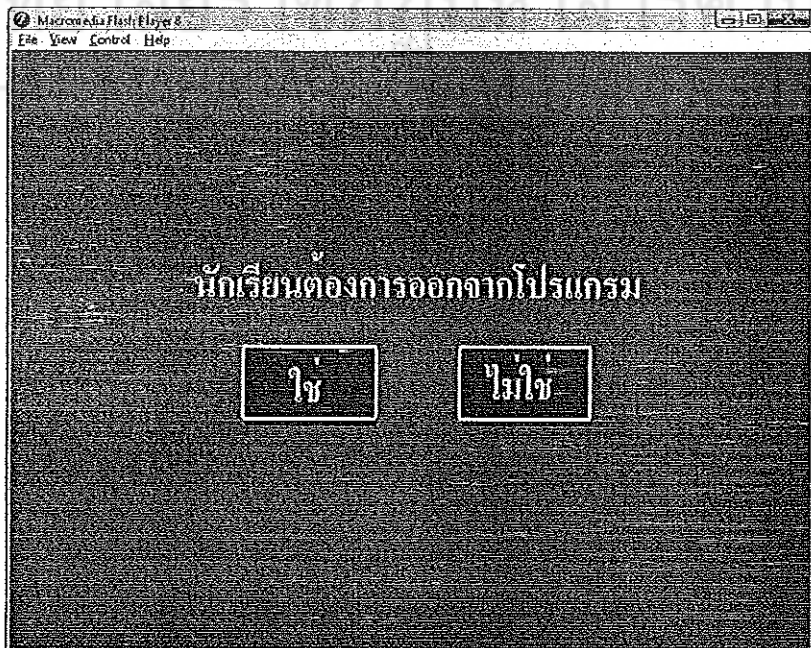 Macromedia Flash Player 8
File View Control Help
นักเรียนต้องการออกจากโปรแกรม
ใช่
ไม่ใช่